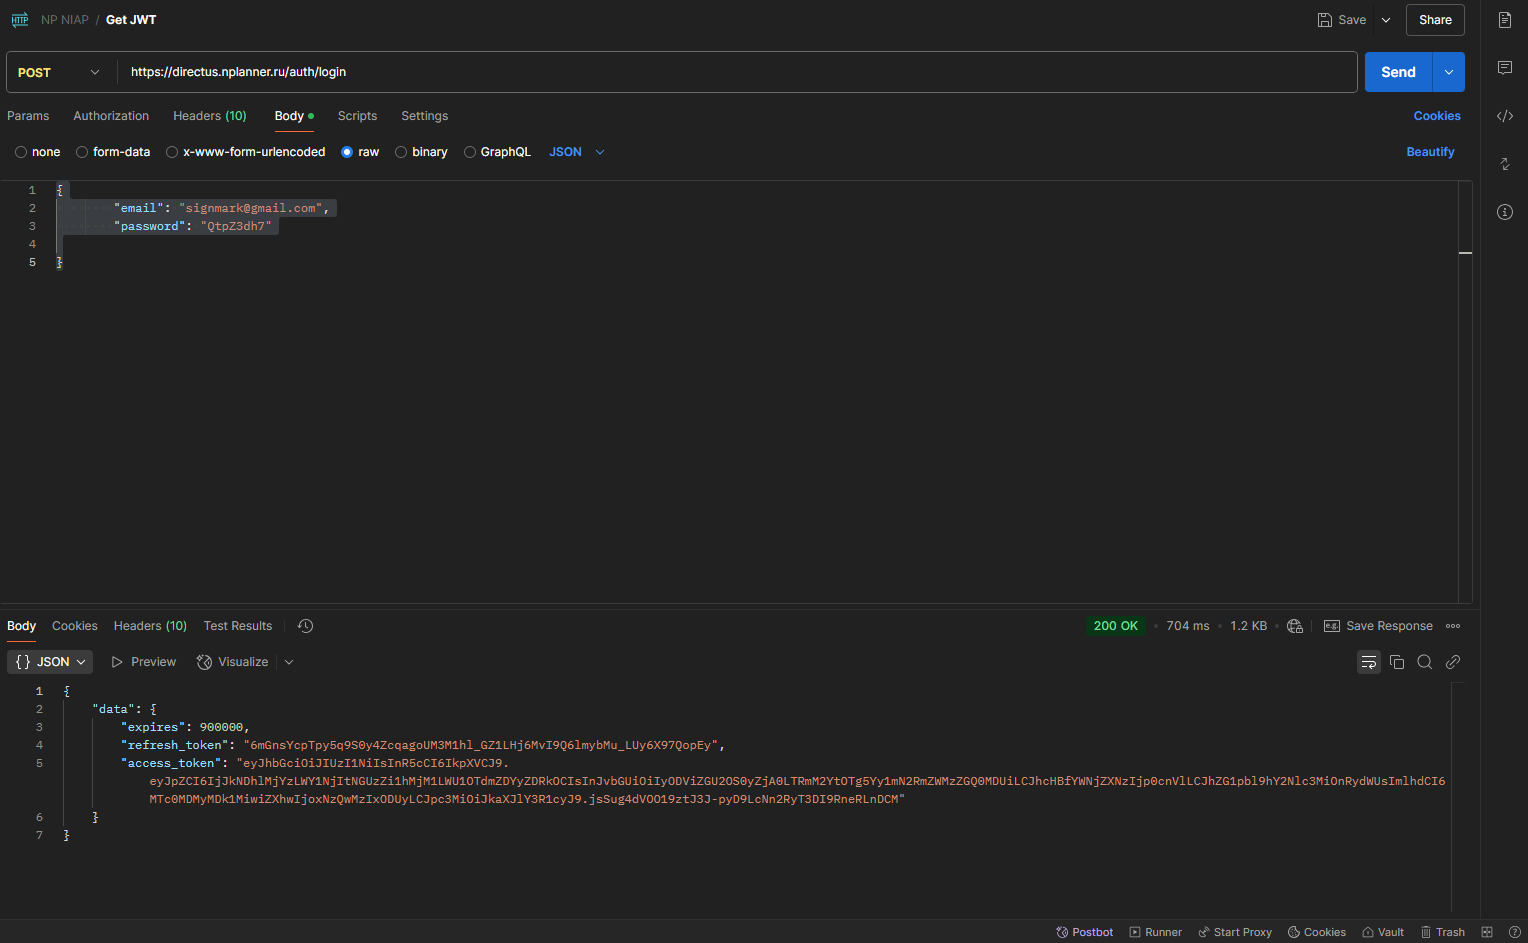 HTTP NP NIAP / Get JWT Save Share
POST https://directus.nplanner.ru/auth/login Send
Params Authorization Headers (10) Body Scripts Settings Cookies
none form-data x-www-form-urlencoded raw binary GraphQL JSON Beautify
1 {
2 "email": "signmark@gmail.com",
3 "password": "QtpZ3dh7"
4
5 }
Body Cookies Headers (10) Test Results 200 OK • 704 ms • 1.2 KB • e.g. Save Response
{} JSON Preview Visualize
1 {
2 "data": {
3 "expires": 900000,
4 "refresh_token": "6mGnsYcpTpy5q9S0y4ZcqagoUM3M1hl_GZ1LHj6MvI9Q6lmybMu_LUy6X97QopEy",
5 "access_token": "eyJhbGciOiJIUzI1NiIsInR5cCI6IkpXVCJ9.
eyJpZCI6IjJkNDhlMjYzLWY1NjItNGUzZi1hMjM1LWU1OTdmZDYyZDRkOCIsInJvbGUiOiIyODViZGU2OS0yZjA0LTRmM2YtOTg5Yy1mN2RmZWMzZGQ0MDUiLCJhcHBfYWNjZXNzIjp0cnVlLCJhZG1pbl9hY2Nlc3MiOnRydWUsImlhdCI6
MTc0MDMyMDk1MiwiZXhwIjoxNzQwMzIxODUyLCJpc3MiOiJkaXJlY3R1cyJ9.jsSug4dVOO19ztJ3J-pyD9LcNn2RyT3DI9RneRLnDCM"
6 }
7 }
Postbot Runner Start Proxy Cookies Vault Trash